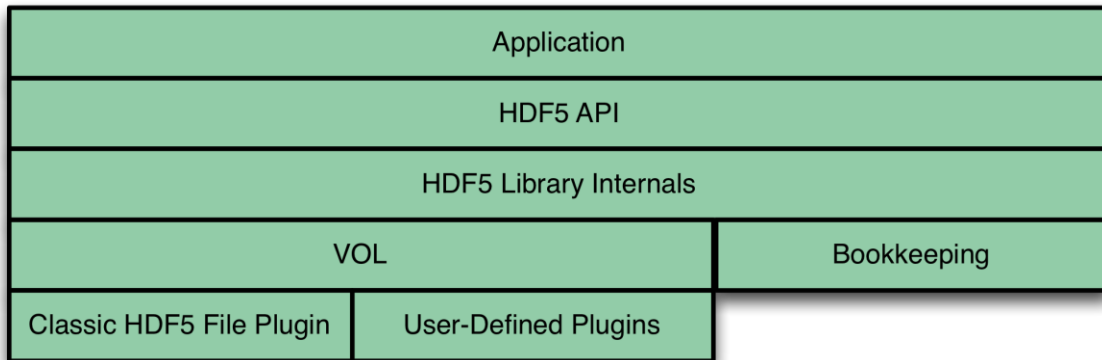 Application
HDF5 API
HDF5 Library Internals
VOL
Bookkeeping
Classic HDF5 File Plugin
User-Defined Plugins